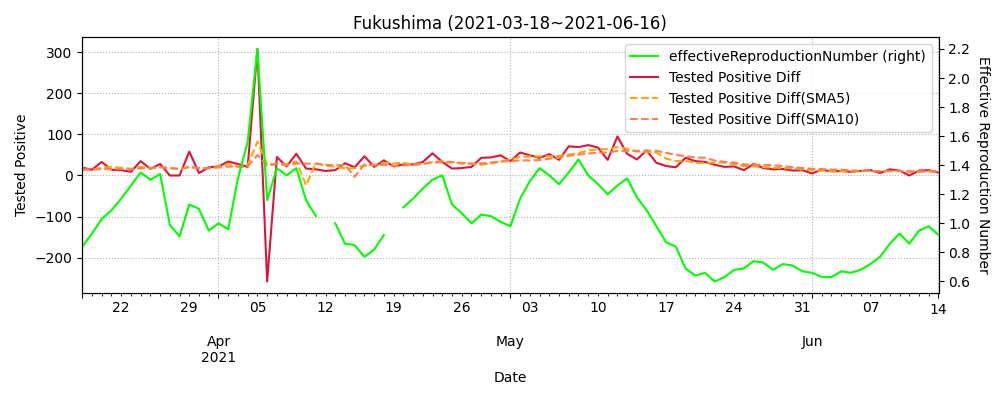 Fukushima (2021-03-18~2021-06-16)
effectiveReproductionNumber (right)
Tested Positive Diff
Tested Positive Diff(SMA5)
Tested Positive Diff(SMA10)
Tested Positive
300
200
100
0
−100
−200
Effective Reproduction Number
2.2
2.0
1.8
1.6
1.4
1.2
1.0
0.8
0.6
22 29 05 12 19 26 03 10 17 24 31 07 14
Apr May Jun
2021
Date